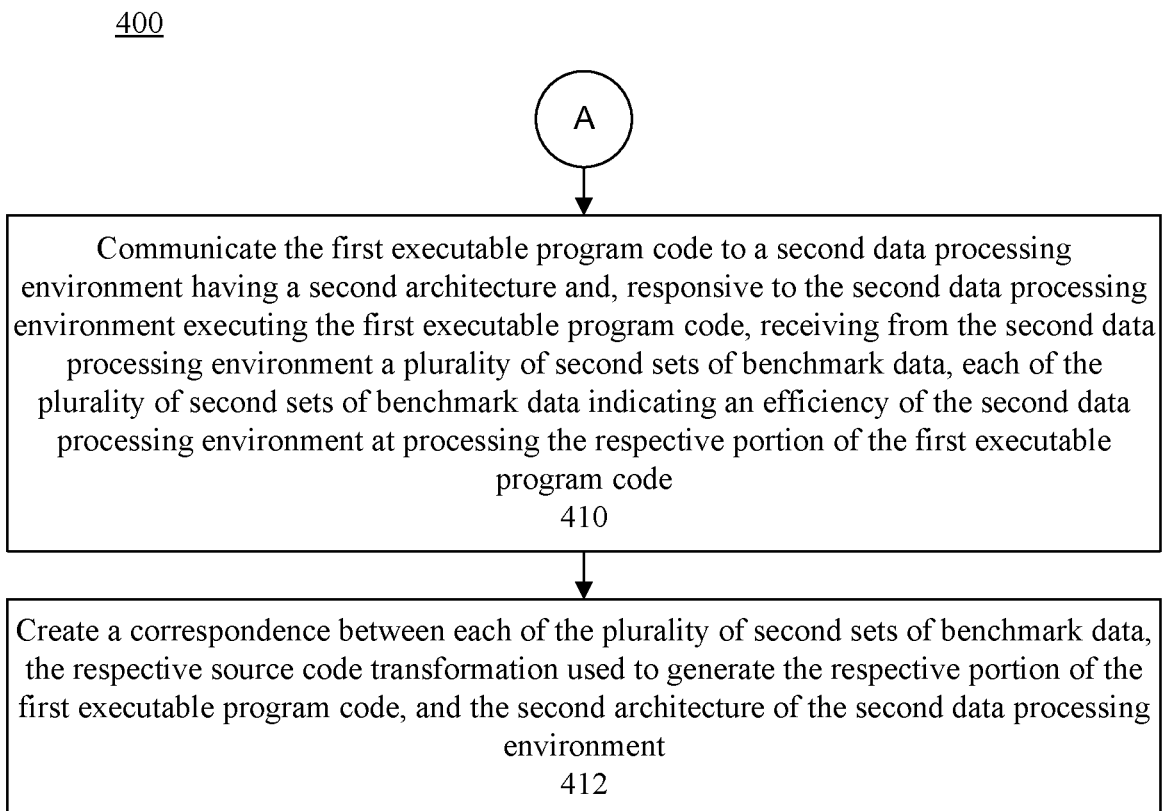 400
A
Communicate the first executable program code to a second data processing
environment having a second architecture and, responsive to the second data processing
environment executing the first executable program code, receiving from the second data
processing environment a plurality of second sets of benchmark data, each of the
plurality of second sets of benchmark data indicating an efficiency of the second data
processing environment at processing the respective portion of the first executable
program code
410
Create a correspondence between each of the plurality of second sets of benchmark data,
the respective source code transformation used to generate the respective portion of the
first executable program code, and the second architecture of the second data processing
environment
412